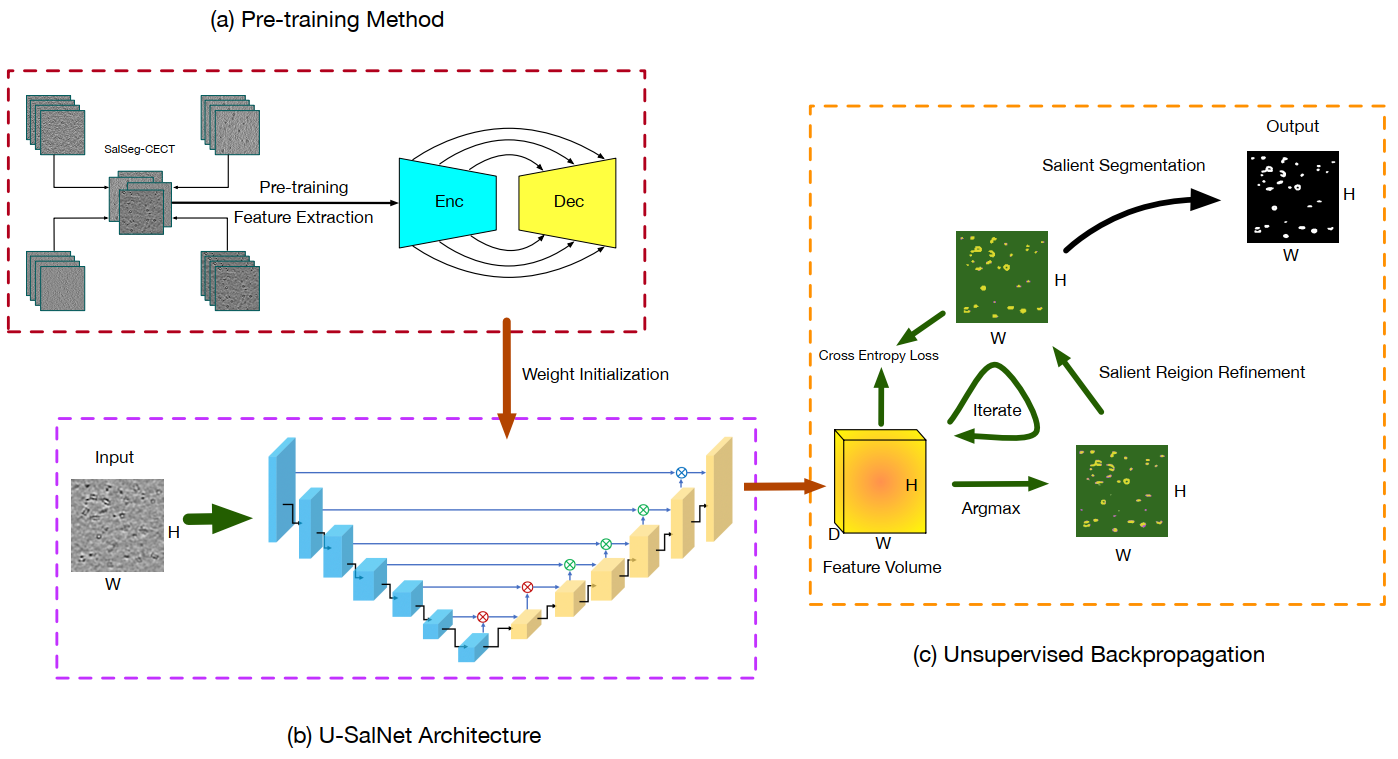 (a) Pre-training Method
SalSeg-CECT
Pre-training
Feature Extraction
Enc
Dec
Weight Initialization
Input
H
W
(b) U-SalNet Architecture
Output
Salient Segmentation
H
W
H
W
Cross Entropy Loss
Salient Reigion Refinement
Iterate
H
D
W
Feature Volume
Argmax
H
W
(c) Unsupervised Backpropagation